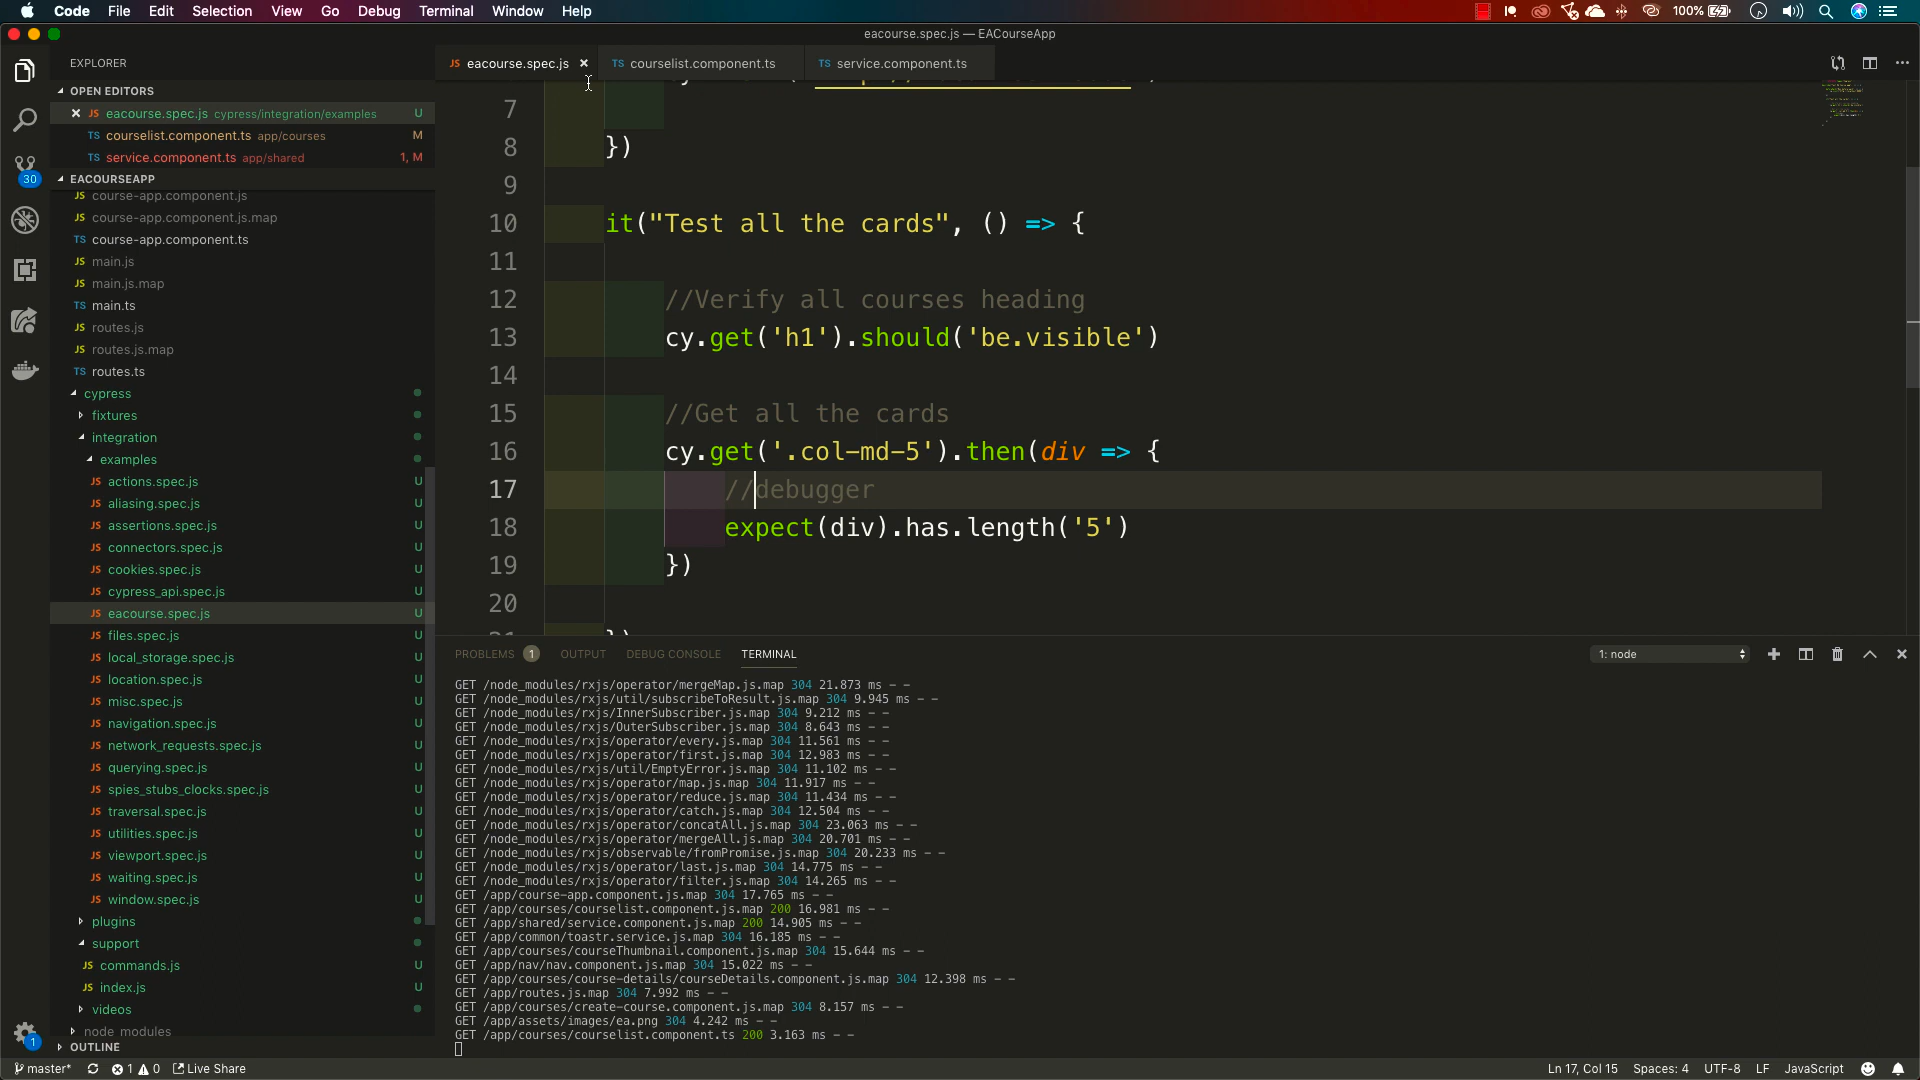 Code File Edit Selection View Go Debug Terminal Window Help 100%
eacourse.spec.js — EACourseApp
EXPLORER
JS eacourse.spec.js
TS courselist.component.ts
TS service.component.ts
OPEN EDITORS
JS eacourse.spec.js cypress/integration/examples U
TS courselist.component.ts app/courses M
TS service.component.ts app/shared 1, M
EACOURSEAPP
JS course-app.component.js
JS course-app.component.js.map
TS course-app.component.ts
JS main.js
JS main.js.map
TS main.ts
JS routes.js
JS routes.js.map
TS routes.ts
cypress
fixtures
integration
examples
JS actions.spec.js U
JS aliasing.spec.js U
JS assertions.spec.js U
JS connectors.spec.js U
JS cookies.spec.js U
JS cypress_api.spec.js U
JS eacourse.spec.js U
JS files.spec.js U
JS local_storage.spec.js U
JS location.spec.js U
JS misc.spec.js U
JS navigation.spec.js U
JS network_requests.spec.js U
JS querying.spec.js U
JS spies_stubs_clocks.spec.js U
JS traversal.spec.js U
JS utilities.spec.js U
JS viewport.spec.js U
JS waiting.spec.js U
JS window.spec.js U
plugins
support
JS commands.js U
JS index.js U
videos
node_modules
OUTLINE
30
1
7
8 })
9
10 it("Test all the cards", () => {
11
12 //Verify all courses heading
13 cy.get('h1').should('be.visible')
14
15 //Get all the cards
16 cy.get('.col-md-5').then(div => {
17 //debugger
18 expect(div).has.length('5')
19 })
20
21 })
PROBLEMS 1 OUTPUT DEBUG CONSOLE TERMINAL 1: node
GET /node_modules/rxjs/operator/mergeMap.js.map 304 21.873 ms - -
GET /node_modules/rxjs/util/subscribeToResult.js.map 304 9.945 ms - -
GET /node_modules/rxjs/InnerSubscriber.js.map 304 9.212 ms - -
GET /node_modules/rxjs/OuterSubscriber.js.map 304 8.643 ms - -
GET /node_modules/rxjs/operator/every.js.map 304 11.561 ms - -
GET /node_modules/rxjs/operator/first.js.map 304 12.983 ms - -
GET /node_modules/rxjs/util/EmptyError.js.map 304 11.102 ms - -
GET /node_modules/rxjs/operator/map.js.map 304 11.917 ms - -
GET /node_modules/rxjs/operator/reduce.js.map 304 11.434 ms - -
GET /node_modules/rxjs/operator/catch.js.map 304 12.504 ms - -
GET /node_modules/rxjs/operator/concatAll.js.map 304 23.063 ms - -
GET /node_modules/rxjs/operator/mergeAll.js.map 304 20.701 ms - -
GET /node_modules/rxjs/observable/fromPromise.js.map 304 20.233 ms - -
GET /node_modules/rxjs/operator/last.js.map 304 14.775 ms - -
GET /node_modules/rxjs/operator/filter.js.map 304 14.265 ms - -
GET /app/course-app.component.js.map 304 17.765 ms - -
GET /app/courses/courselist.component.js.map 200 16.981 ms - -
GET /app/shared/service.component.js.map 200 14.905 ms - -
GET /app/common/toastr.service.js.map 304 16.185 ms - -
GET /app/courses/courseThumbnail.component.js.map 304 15.644 ms - -
GET /app/nav/nav.component.js.map 304 15.022 ms - -
GET /app/courses/course-details/courseDetails.component.js.map 304 12.398 ms - -
GET /app/routes.js.map 304 7.992 ms - -
GET /app/courses/create-course.component.js.map 304 8.157 ms - -
GET /app/assets/images/ea.png 304 4.242 ms - -
GET /app/courses/courselist.component.ts 200 3.163 ms - -
master* 1 0 Live Share Ln 17, Col 15 Spaces: 4 UTF-8 LF JavaScript